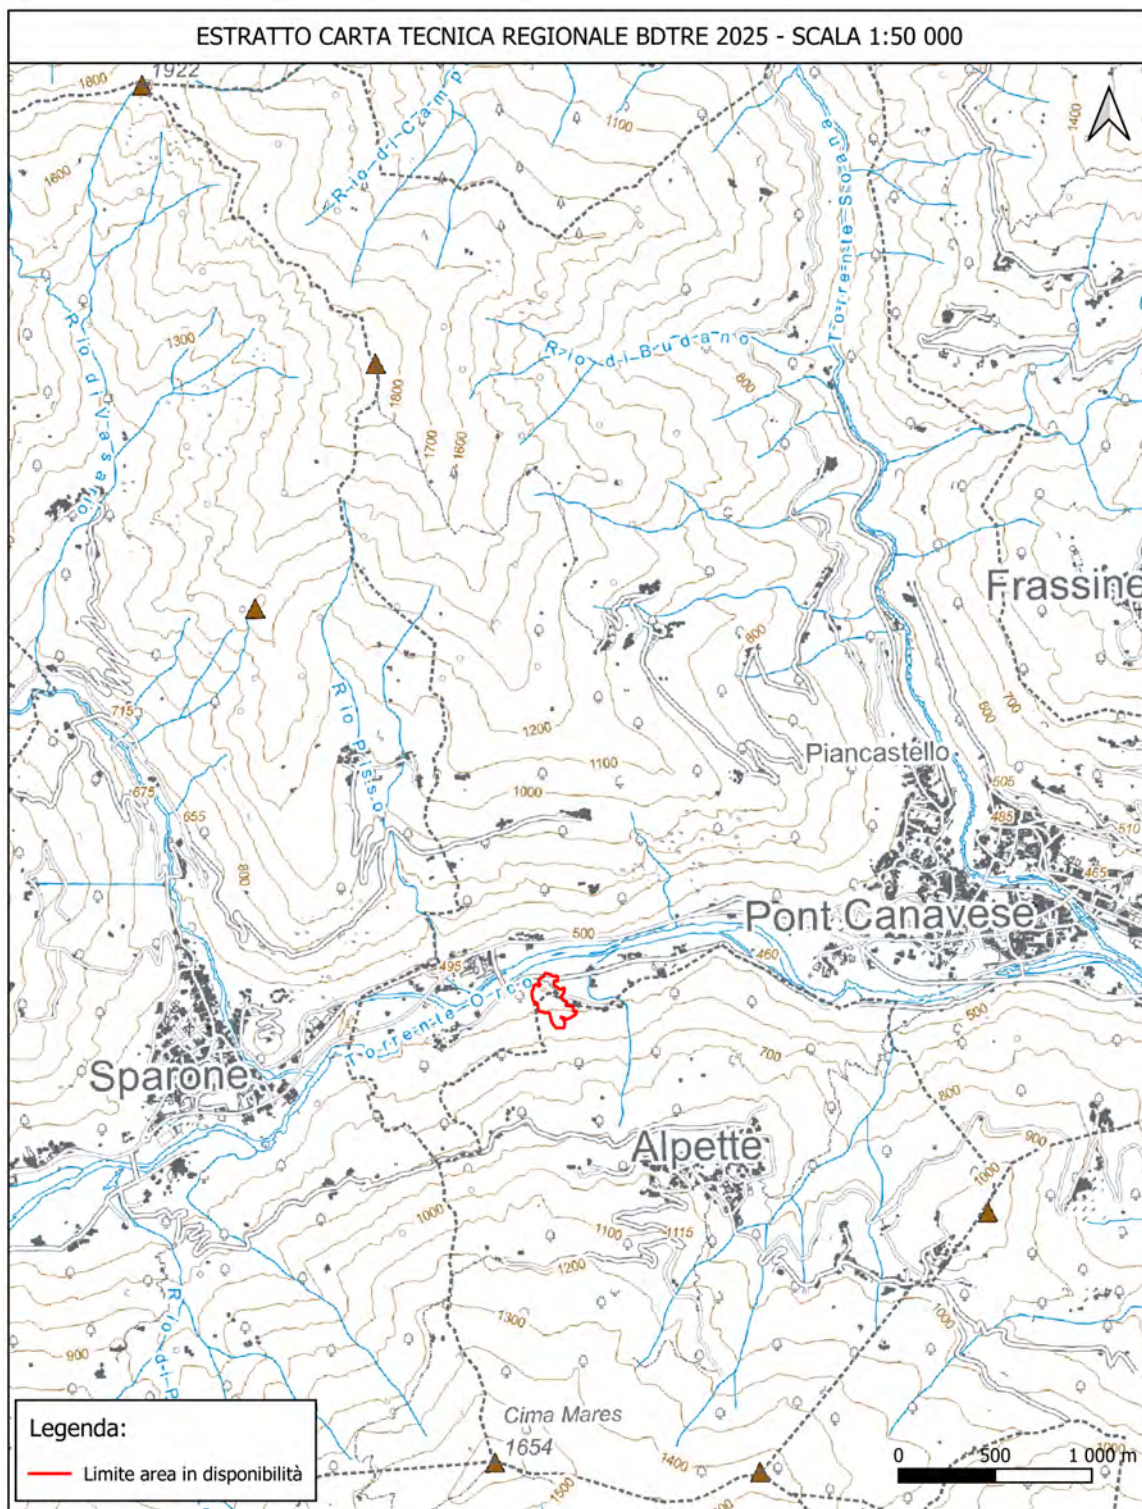 ESTRATTO CARTA TECNICA REGIONALE BDTRE 2025 - SCALA 1:50 000
1800
1922
1100
1400
Rio di Camp
Torrente Soana
1600
Rio di Vasario
1300
Rio di Budano
1800
800
1700
1600
Frassine
800
700
600
Rio Pisso
715
1200
Piancastello
1100
675
655
1000
505
485
510
800
465
Pont Canavese
500
495
460
Torrente Orco
500
700
Sparone
800
Alpette
900
1000
1000
1100
1115
1200
1300
1000
Rio di P
900
Cima Mares
1654
1400
1500
1000
Legenda:
Limite area in disponibilità
0 500 1 000 m